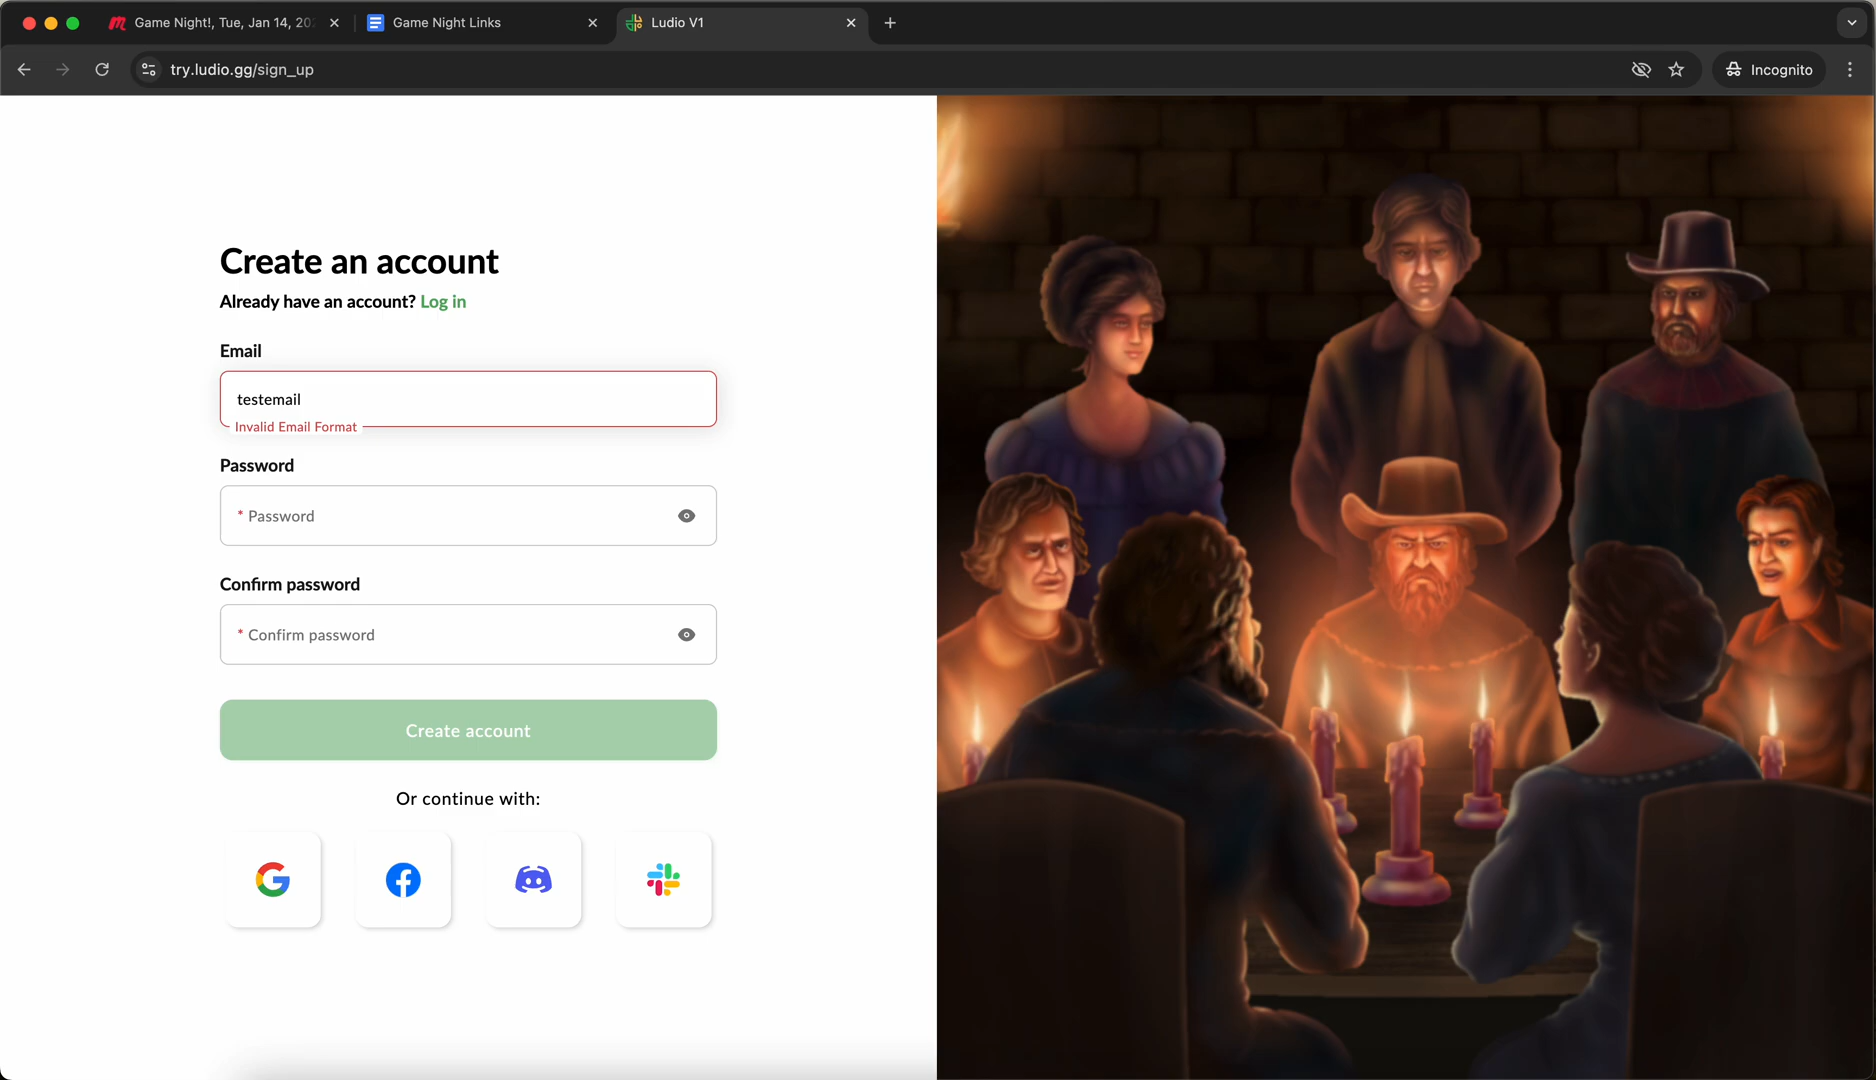 Game Night!, Tue, Jan 14, 20
Game Night Links
Ludio V1
try.ludio.gg/sign_up
Incognito
Create an account
Already have an account? Log in
Email
testemail
Invalid Email Format
Password
* Password
Confirm password
* Confirm password
Create account
Or continue with: